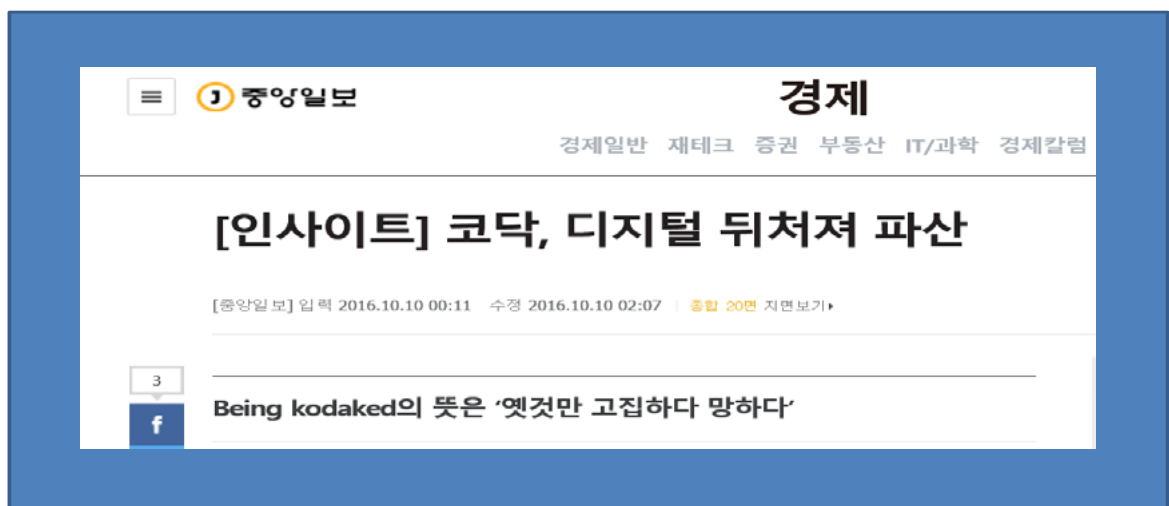 J 중앙일보
경제
경제일반 재테크 증권 부동산 IT/과학 경제칼럼
[인사이트] 코닥, 디지털 뒤처져 파산
[중앙일보] 입력 2016.10.10 00:11 수정 2016.10.10 02:07 종합 20면 지면보기
3
Being kodaked의 뜻은 ‘옛것만 고집하다 망하다’
f